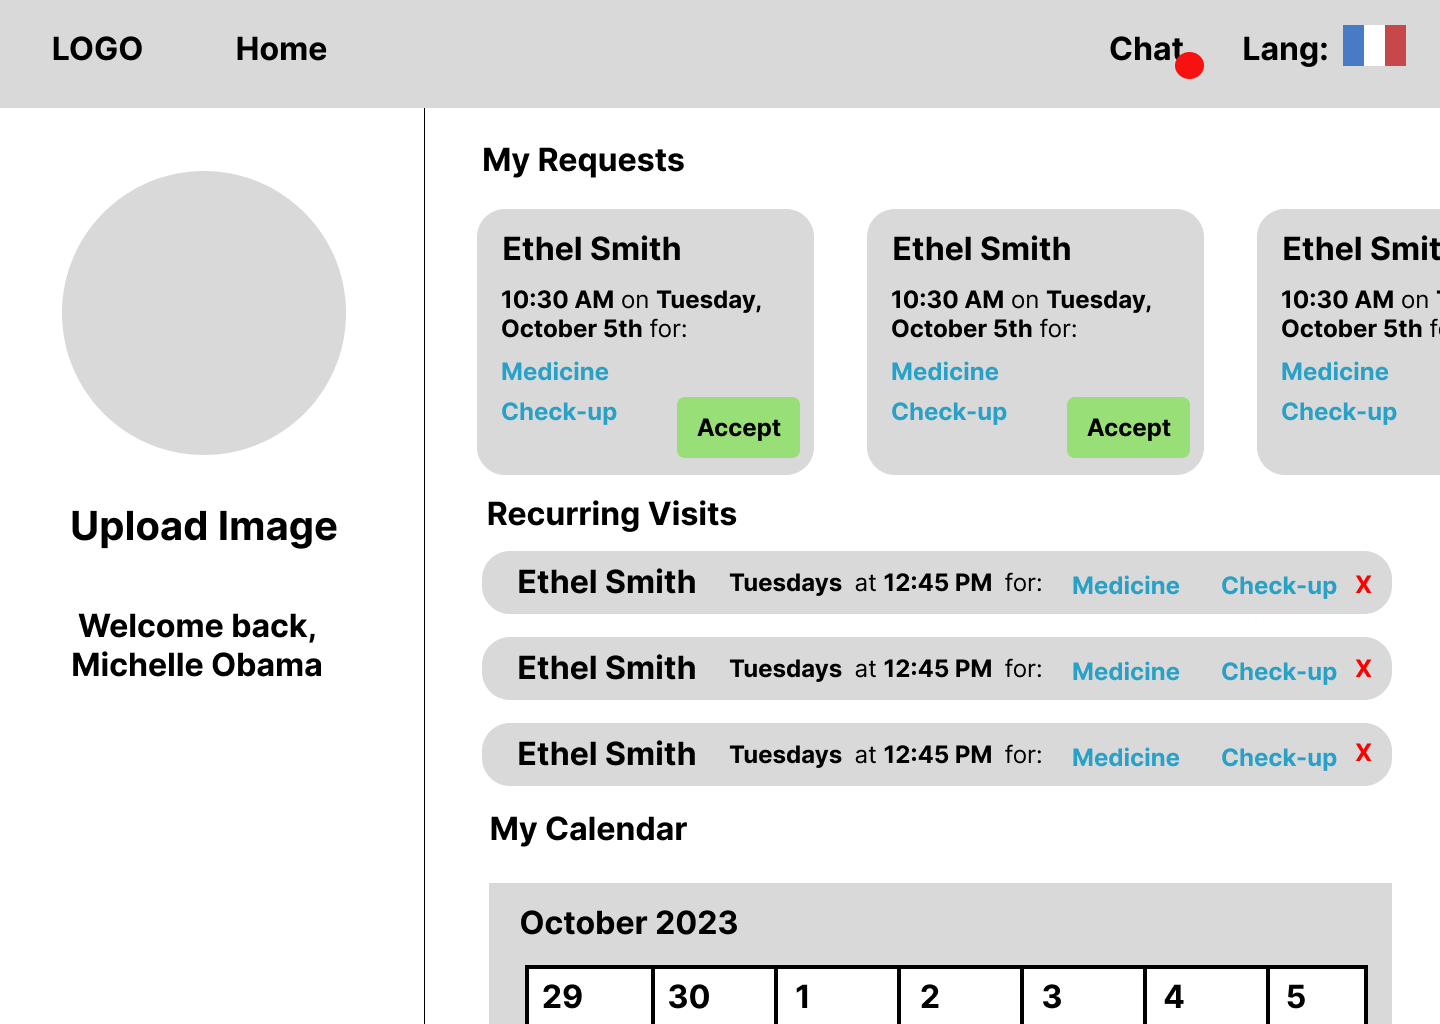 LOGO Home Chat Lang:
Upload Image
Welcome back,
Michelle Obama
My Requests
Ethel Smith
10:30 AM on Tuesday,
October 5th for:
Medicine
Check-up
Accept
Ethel Smith
10:30 AM on Tuesday,
October 5th for:
Medicine
Check-up
Accept
Ethel Smit
10:30 AM on
October 5th f
Medicine
Check-up
Recurring Visits
Ethel Smith Tuesdays at 12:45 PM for: Medicine Check-up X
Ethel Smith Tuesdays at 12:45 PM for: Medicine Check-up X
Ethel Smith Tuesdays at 12:45 PM for: Medicine Check-up X
My Calendar
October 2023
29 30 1 2 3 4 5